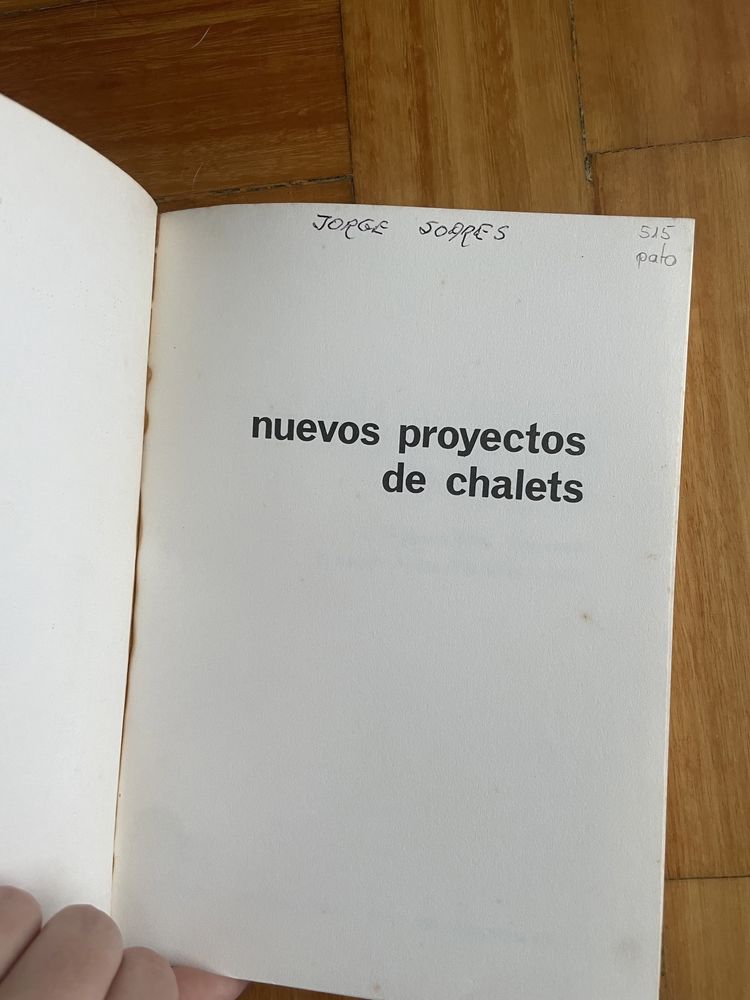 JORGE SOARES
515
pato
nuevos proyectos
de chalets